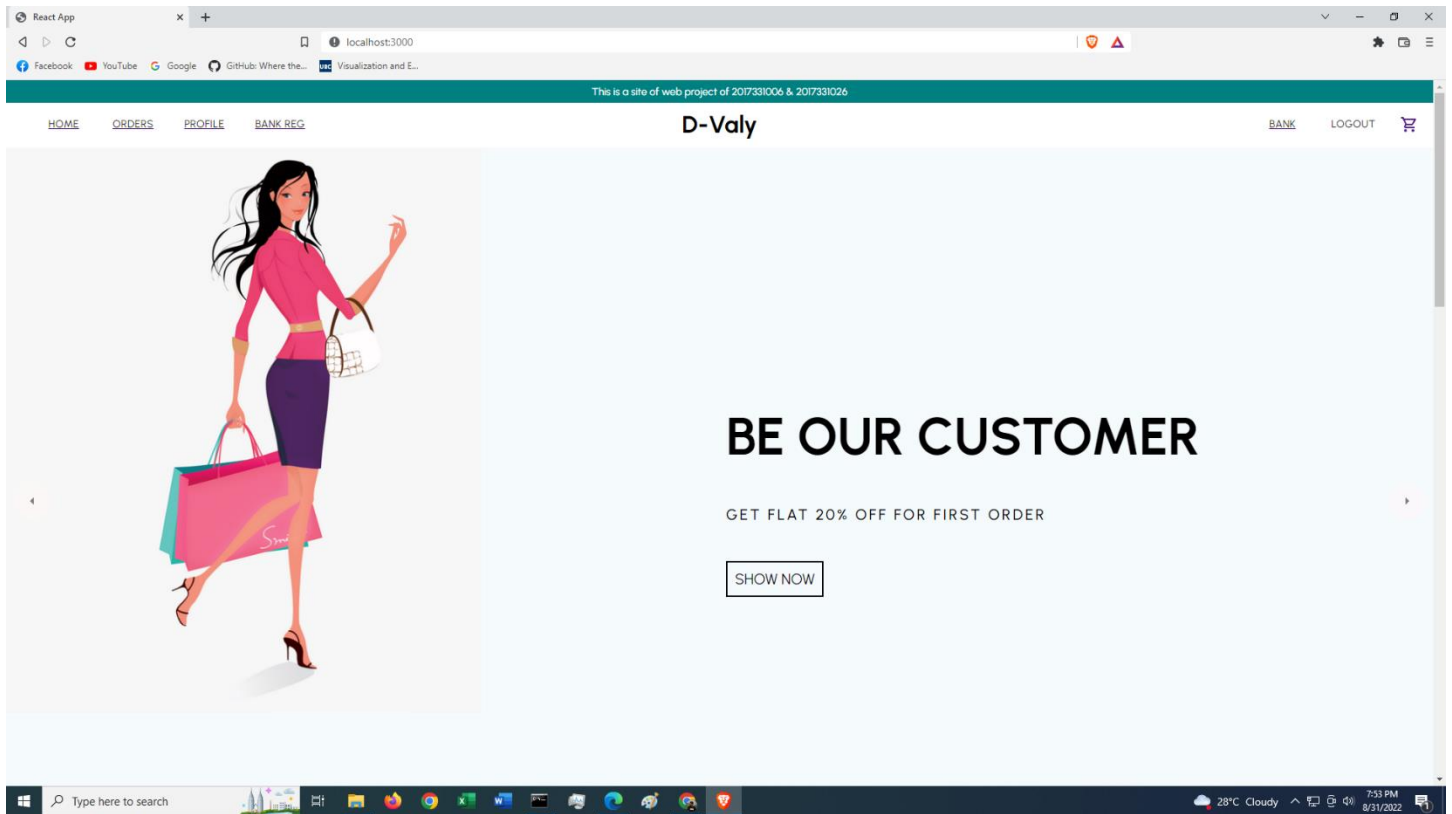 React App
localhost:3000
Facebook YouTube Google GitHub: Where the... UBC Visualization and E...
This is a site of web project of 2017331006 & 2017331026
HOME ORDERS PROFILE BANK REG D-Valy BANK LOGOUT
BE OUR CUSTOMER
GET FLAT 20% OFF FOR FIRST ORDER
SHOW NOW
Type here to search 28°C Cloudy 7:53 PM
8/31/2022